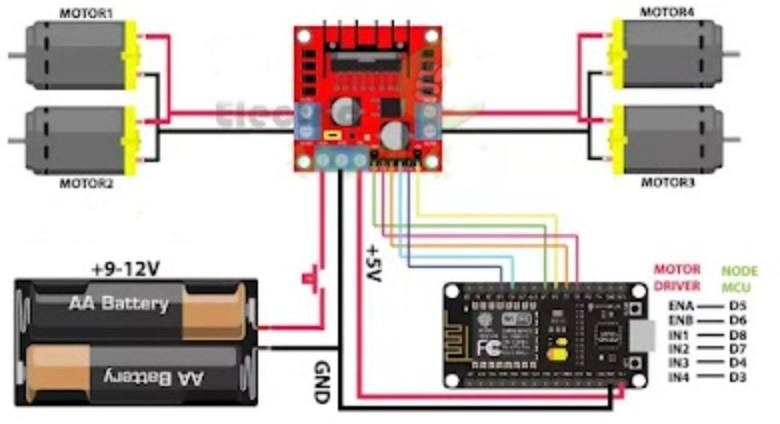 MOTOR1
MOTOR4
MOTOR2
MOTOR3
+5V
+9-12V
AA Battery
AA Battery
GND
FC
MOTOR DRIVER
NODE MCU
ENA — D5
ENB — D6
IN1 — D8
IN2 — D7
IN3 — D4
IN4 — D3